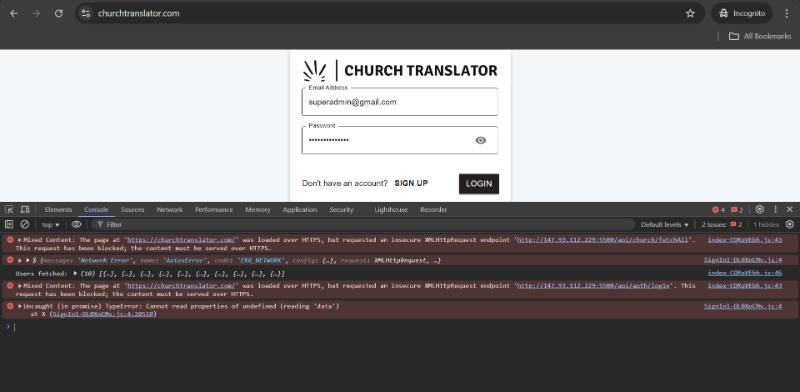 churchtranslator.com
Incognito
All Bookmarks
CHURCH TRANSLATOR
Email Address
superadmin@gmail.com
Password
••••••••••••••
Don't have an account? SIGN UP
LOGIN
Elements Console Sources Network Performance Memory Application Security Lighthouse Recorder 4 2
top Filter Default levels 2 Issues: 2 1 hidden
Mixed Content: The page at 'https://churchtranslator.com/' was loaded over HTTPS, but requested an insecure XMLHttpRequest endpoint 'http://147.93.112.229:5500/api/church/fetchAll'. index-CQRqVEbh.js:43
This request has been blocked; the content must be served over HTTPS.
{message: 'Network Error', name: 'AxiosError', code: 'ERR_NETWORK', config: {…}, request: XMLHttpRequest, …} SignIn1-DL0XnCMv.js:4
Users fetched: (10) [{…}, {…}, {…}, {…}, {…}, {…}, {…}, {…}, {…}, {…}] index-CQRqVEbh.js:46
Mixed Content: The page at 'https://churchtranslator.com/' was loaded over HTTPS, but requested an insecure XMLHttpRequest endpoint 'http://147.93.112.229:5500/api/auth/login'. This index-CQRqVEbh.js:43
request has been blocked; the content must be served over HTTPS.
Uncaught (in promise) TypeError: Cannot read properties of undefined (reading 'data') SignIn1-DL0XnCMv.js:4
at X (SignIn1-DL0XnCMv.js:4:20510)